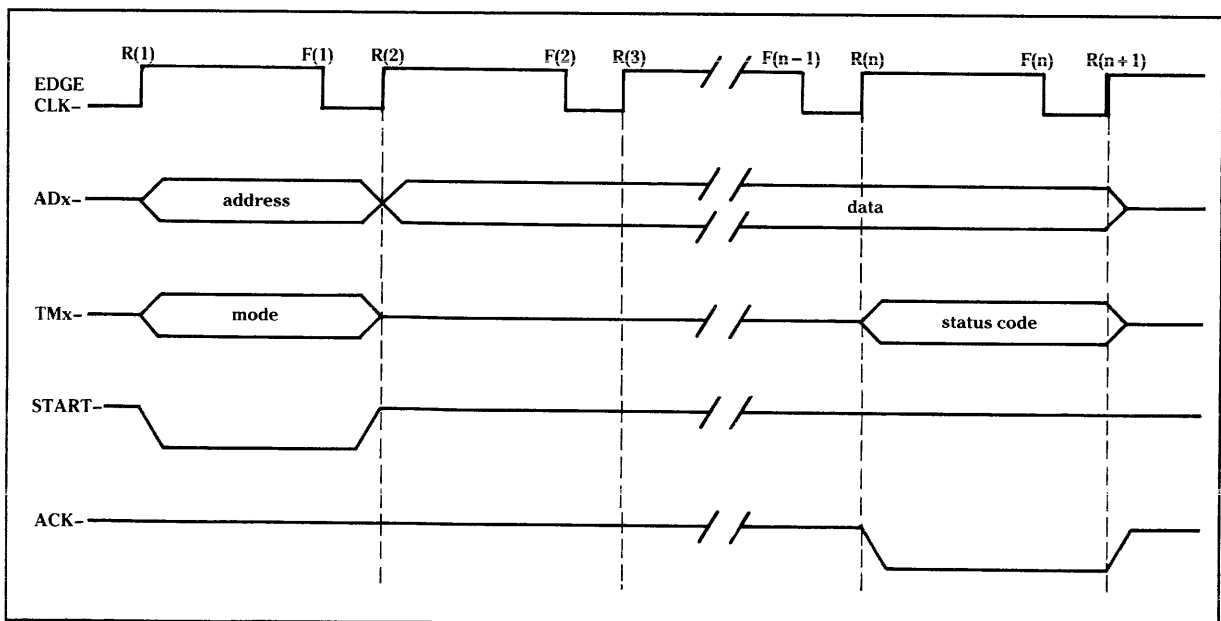 R(1) F(1) R(2) F(2) R(3) F(n−1) R(n) F(n) R(n+1)
EDGE
CLK–
ADx– address data
TMx– mode status code
START–
ACK–